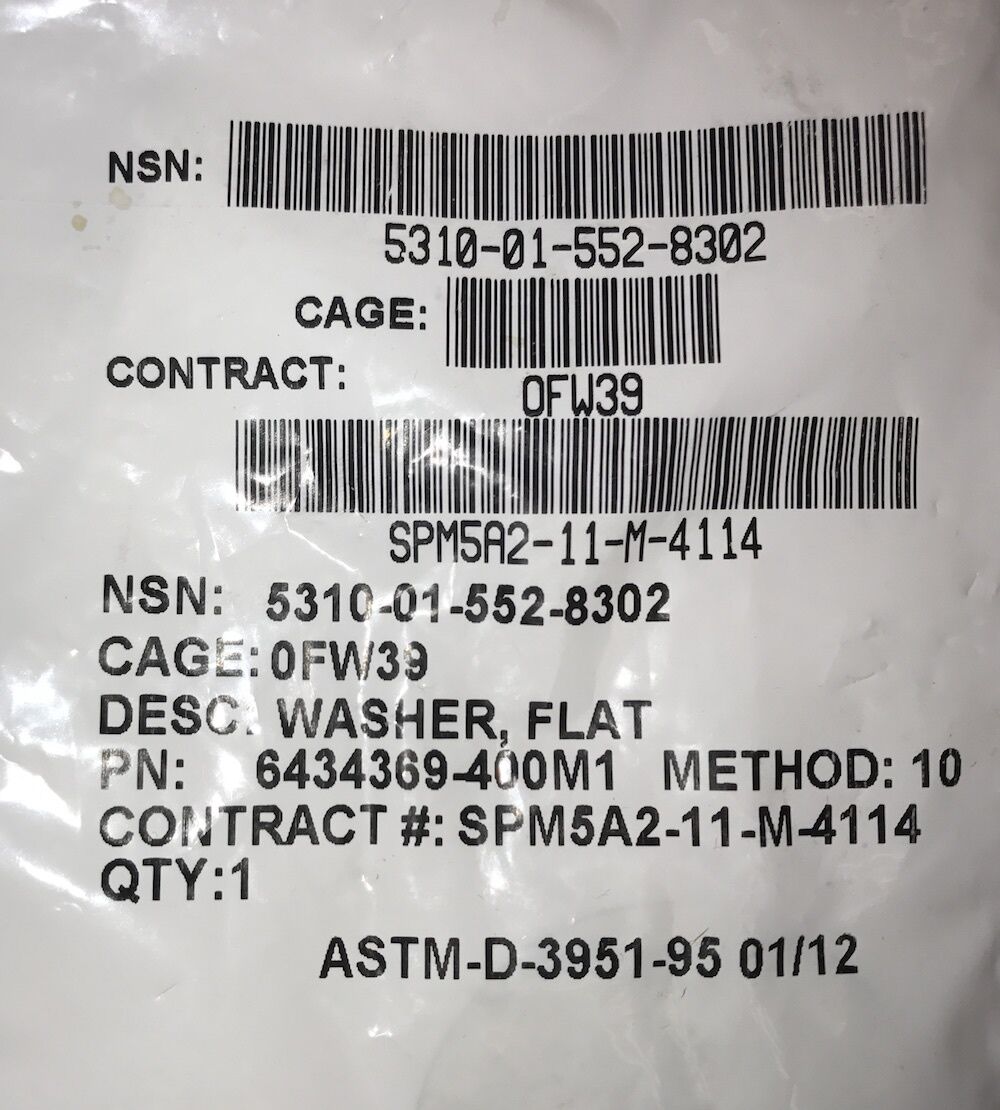 NSN:
5310-01-552-8302
CAGE:
0FW39
CONTRACT:
SPM5A2-11-M-4114
NSN: 5310-01-552-8302
CAGE:0FW39
DESC: WASHER, FLAT
PN: 6434369-400M1 METHOD: 10
CONTRACT #: SPM5A2-11-M-4114
QTY:1
ASTM-D-3951-95 01/12